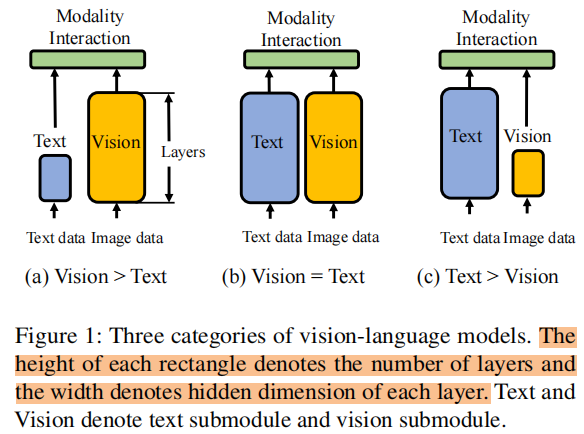 Modality
Interaction
Text
Vision
Layers
Text data Image data
(a) Vision > Text
Modality
Interaction
Text
Vision
Text data Image data
(b) Vision = Text
Modality
Interaction
Text
Vision
Text data Image data
(c) Text > Vision
Figure 1: Three categories of vision-language models. The
height of each rectangle denotes the number of layers and
the width denotes hidden dimension of each layer. Text and
Vision denote text submodule and vision submodule.